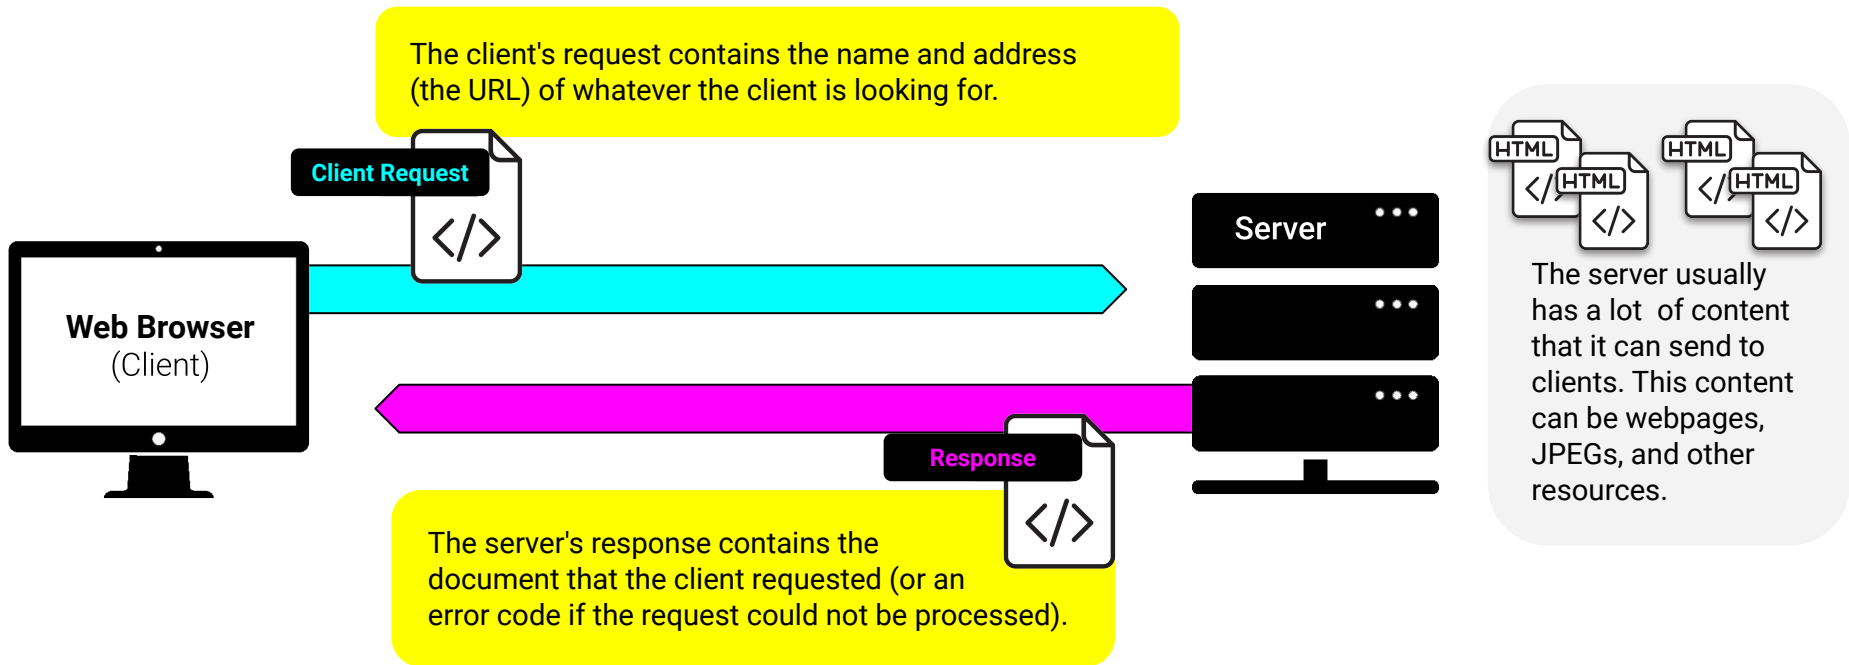 The client's request contains the name and address
(the URL) of whatever the client is looking for.
Client Request
</>
Web Browser
(Client)
Server
Response
</>
The server's response contains the
document that the client requested (or an
error code if the request could not be processed).
HTML
</>
HTML
</>
HTML
</>
HTML
</>
The server usually
has a lot of content
that it can send to
clients. This content
can be webpages,
JPEGs, and other
resources.